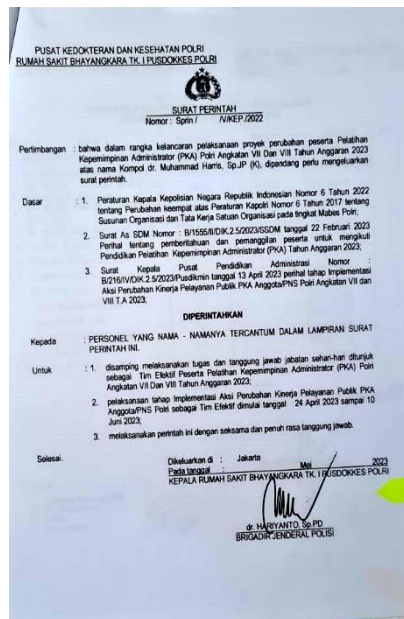 PUSAT KEDOKTERAN DAN KESEHATAN POLRI
RUMAH SAKIT BHAYANGKARA TK. I PUSDOKKES POLRI
SURAT PERINTAH
Nomor : Sprin / /V/KEP./2022
Pertimbangan : bahwa dalam rangka kelancaran pelaksanaan proyek perubahan peserta Pelatihan
Kepemimpinan Administrator (PKA) Polri Angkatan VII Dan VIII Tahun Anggaran 2023
atas nama Kompol dr. Muhammad Harris, Sp.JP (K), dipandang perlu mengeluarkan
surat perintah.
Dasar : 1. Peraturan Kepala Kepolisian Negara Republik Indonesian Nomor 6 Tahun 2022
tentang Perubahan keempat atas Peraturan Kapolri Nomor 6 Tahun 2017 tentang
Susunan Organisasi dan Tata Kerja Satuan Organisasi pada tingkat Mabes Polri;
2. Surat As SDM Nomor : B/1555/II/DIK.2.5/2023/SSDM tanggal 22 Februari 2023
Perihal tentang pemberitahuan dan pemanggilan peserta untuk mengikuti
Pendidikan Pelatihan Kepemimpinan Administrator (PKA) Tahun Anggaran 2023;
3. Surat Kepala Pusat Pendidikan Administrasi Nomor :
B/216/IV/DIK.2.5/2023/Pusdikmin tanggal 13 April 2023 perihal tahap Implementasi
Aksi Perubahan Kinerja Pelayanan Publik PKA Anggota/PNS Polri Angkatan VII dan
VIII T.A 2023;
DIPERINTAHKAN
Kepada : PERSONEL YANG NAMA - NAMANYA TERCANTUM DALAM LAMPIRAN SURAT
PERINTAH INI.
Untuk : 1. disamping melaksanakan tugas dan tanggung jawab jabatan sehari-hari ditunjuk
sebagai Tim Efektif Peserta Pelatihan Kepemimpinan Administrator (PKA) Polri
Angkatan VII Dan VIII Tahun Anggaran 2023;
2. pelaksanaan tahap Implementasi Aksi Perubahan Kinerja Pelayanan Publik PKA
Anggota/PNS Polri sebagai Tim Efektif dimulai tanggal 24 April 2023 sampai 10
Juni 2023;
3. melaksanakan perintah ini dengan seksama dan penuh rasa tanggung jawab.
Selesai.
Dikeluarkan di : Jakarta
Pada tanggal : Mei 2023
KEPALA RUMAH SAKIT BHAYANGKARA TK. I PUSDOKKES POLRI
dr. HARIYANTO, Sp.PD
BRIGADIR JENDERAL POLISI